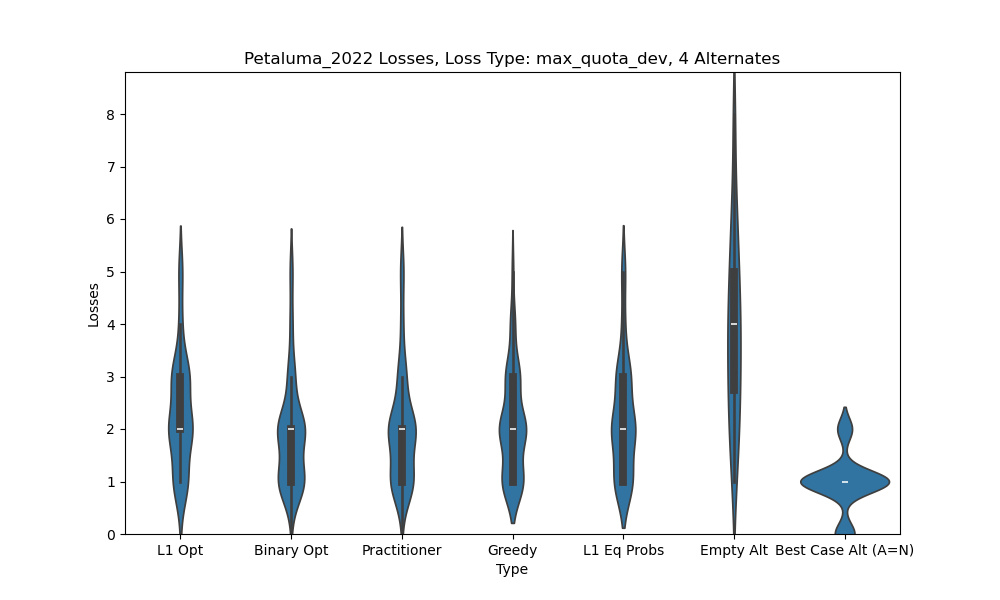 Petaluma_2022 Losses, Loss Type: max_quota_dev, 4 Alternates
8
7
6
5
4
3
2
1
0
Losses
L1 Opt Binary Opt Practitioner Greedy L1 Eq Probs Empty Alt Best Case Alt (A=N)
Type